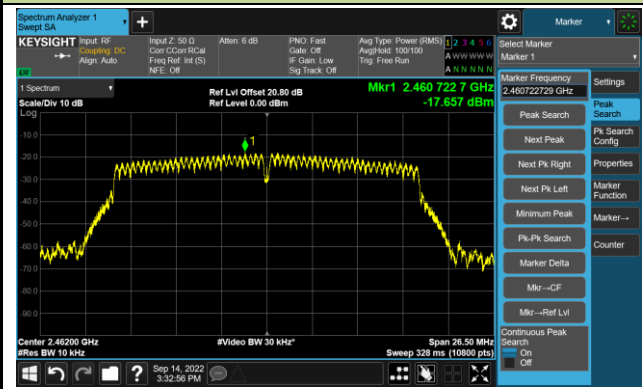 Spectrum Analyzer 1
Swept SA
Marker
KEYSIGHT
Input: RF
Coupling: DC
Align: Auto
Input Z: 50 Ω
Corr CCorr RCal
Freq Ref: Int (S)
NFE: Off
Atten: 6 dB
PNO: Fast
Gate: Off
IF Gain: Low
Sig Track: Off
Avg Type: Power (RMS)
Avg|Hold: 100/100
Trig: Free Run
1 2 3 4 5 6
A W W W W W
A N N N N N
Select Marker
Marker 1
1 Spectrum
Scale/Div 10 dB
Log
Ref Lvl Offset 20.80 dB
Ref Level 0.00 dBm
Mkr1 2.460 722 7 GHz
-17.657 dBm
1
-10.0
-20.0
-30.0
-40.0
-50.0
-60.0
-70.0
-80.0
-90.0
Center 2.46200 GHz
#Res BW 10 kHz
#Video BW 30 kHz*
Span 26.50 MHz
Sweep 328 ms (10800 pts)
Marker Frequency
2.460722729 GHz
Peak Search
Next Peak
Next Pk Right
Next Pk Left
Minimum Peak
Pk-Pk Search
Marker Delta
Mkr→CF
Mkr→Ref Lvl
Continuous Peak
Search
On
Off
Settings
Peak
Search
Pk Search
Config
Properties
Marker
Function
Marker→
Counter
Sep 14, 2022
3:32:56 PM